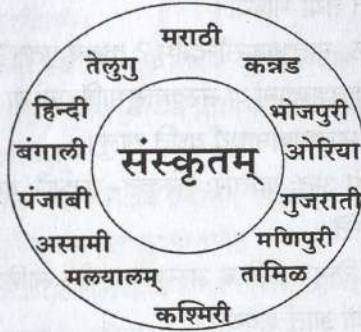 मराठी
तेलुगु
कन्नड
हिन्दी
भोजपुरी
बंगाली
संस्कृतम्
ओरिया
पंजाबी
गुजराती
असामी
मणिपुरी
मलयालम्
तामिळ
कश्मिरी